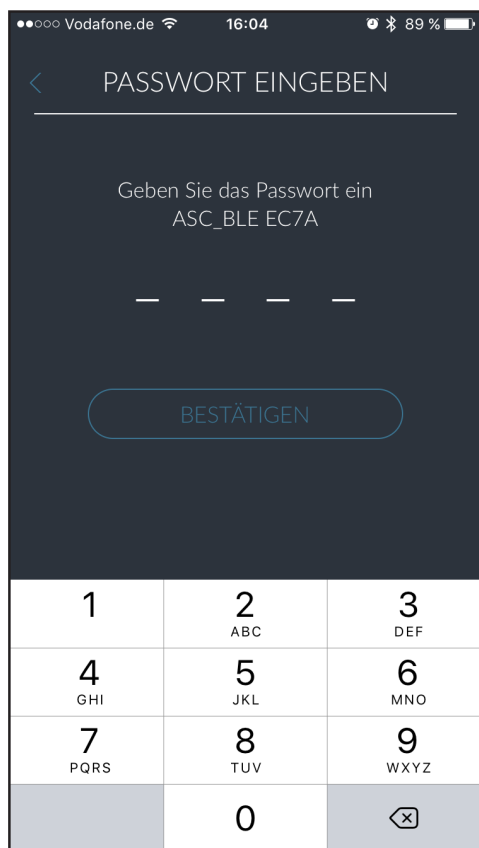 Vodafone.de 16:04 89 %
PASSWORT EINGEBEN
Geben Sie das Passwort ein
ASC_BLE EC7A
BESTÄTIGEN
1 2 3
ABC DEF
4 5 6
GHI JKL MNO
7 8 9
PQRS TUV WXYZ
0